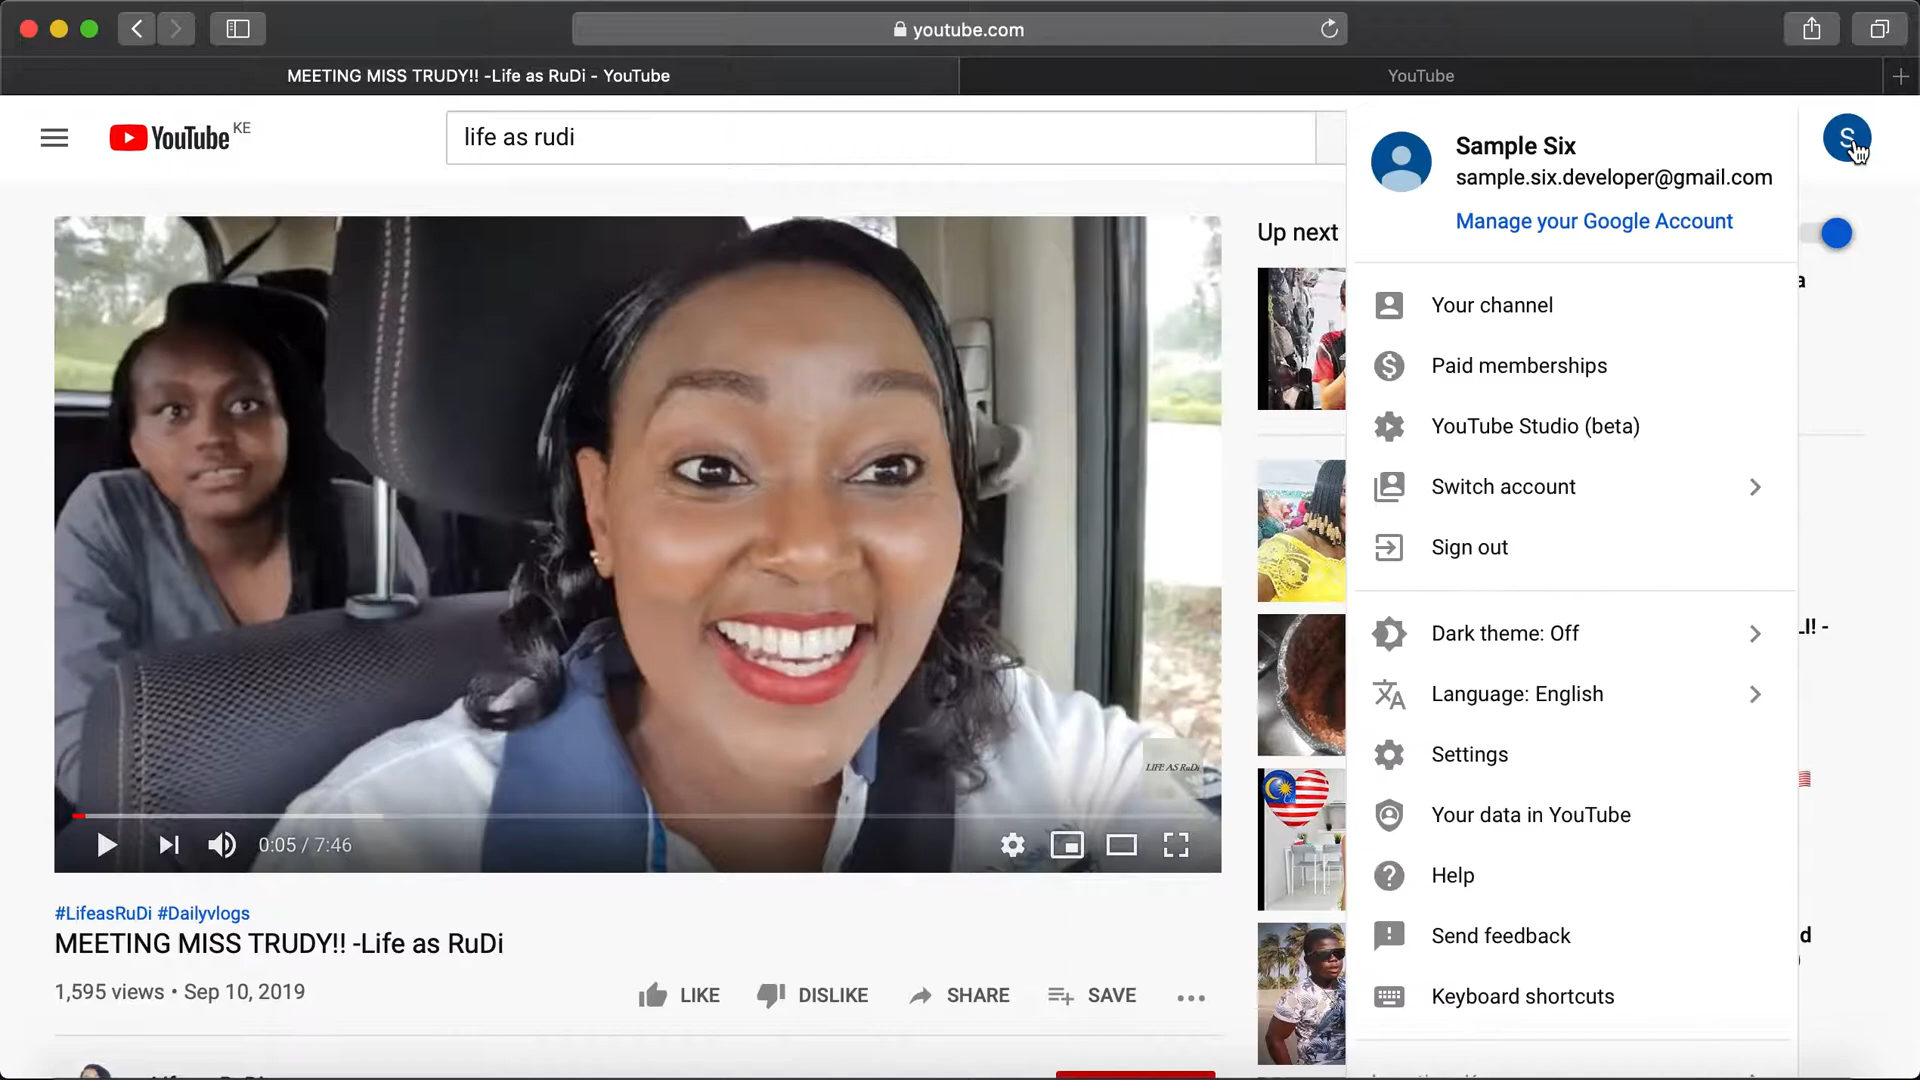 youtube.com
MEETING MISS TRUDY!! -Life as RuDi - YouTube
YouTube
YouTube KE
life as rudi
S
Sample Six
sample.six.developer@gmail.com
Manage your Google Account
Up next
Your channel
Paid memberships
YouTube Studio (beta)
Switch account
Sign out
Dark theme: Off
Language: English
Settings
Your data in YouTube
Help
Send feedback
Keyboard shortcuts
LIFE AS RuDi
0:05 / 7:46
#LifeasRuDi #Dailyvlogs
MEETING MISS TRUDY!! -Life as RuDi
1,595 views • Sep 10, 2019
LIKE
DISLIKE
SHARE
SAVE